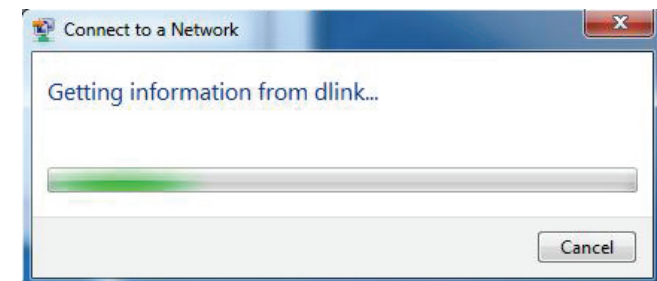 Connect to a Network
Getting information from dlink...
Cancel